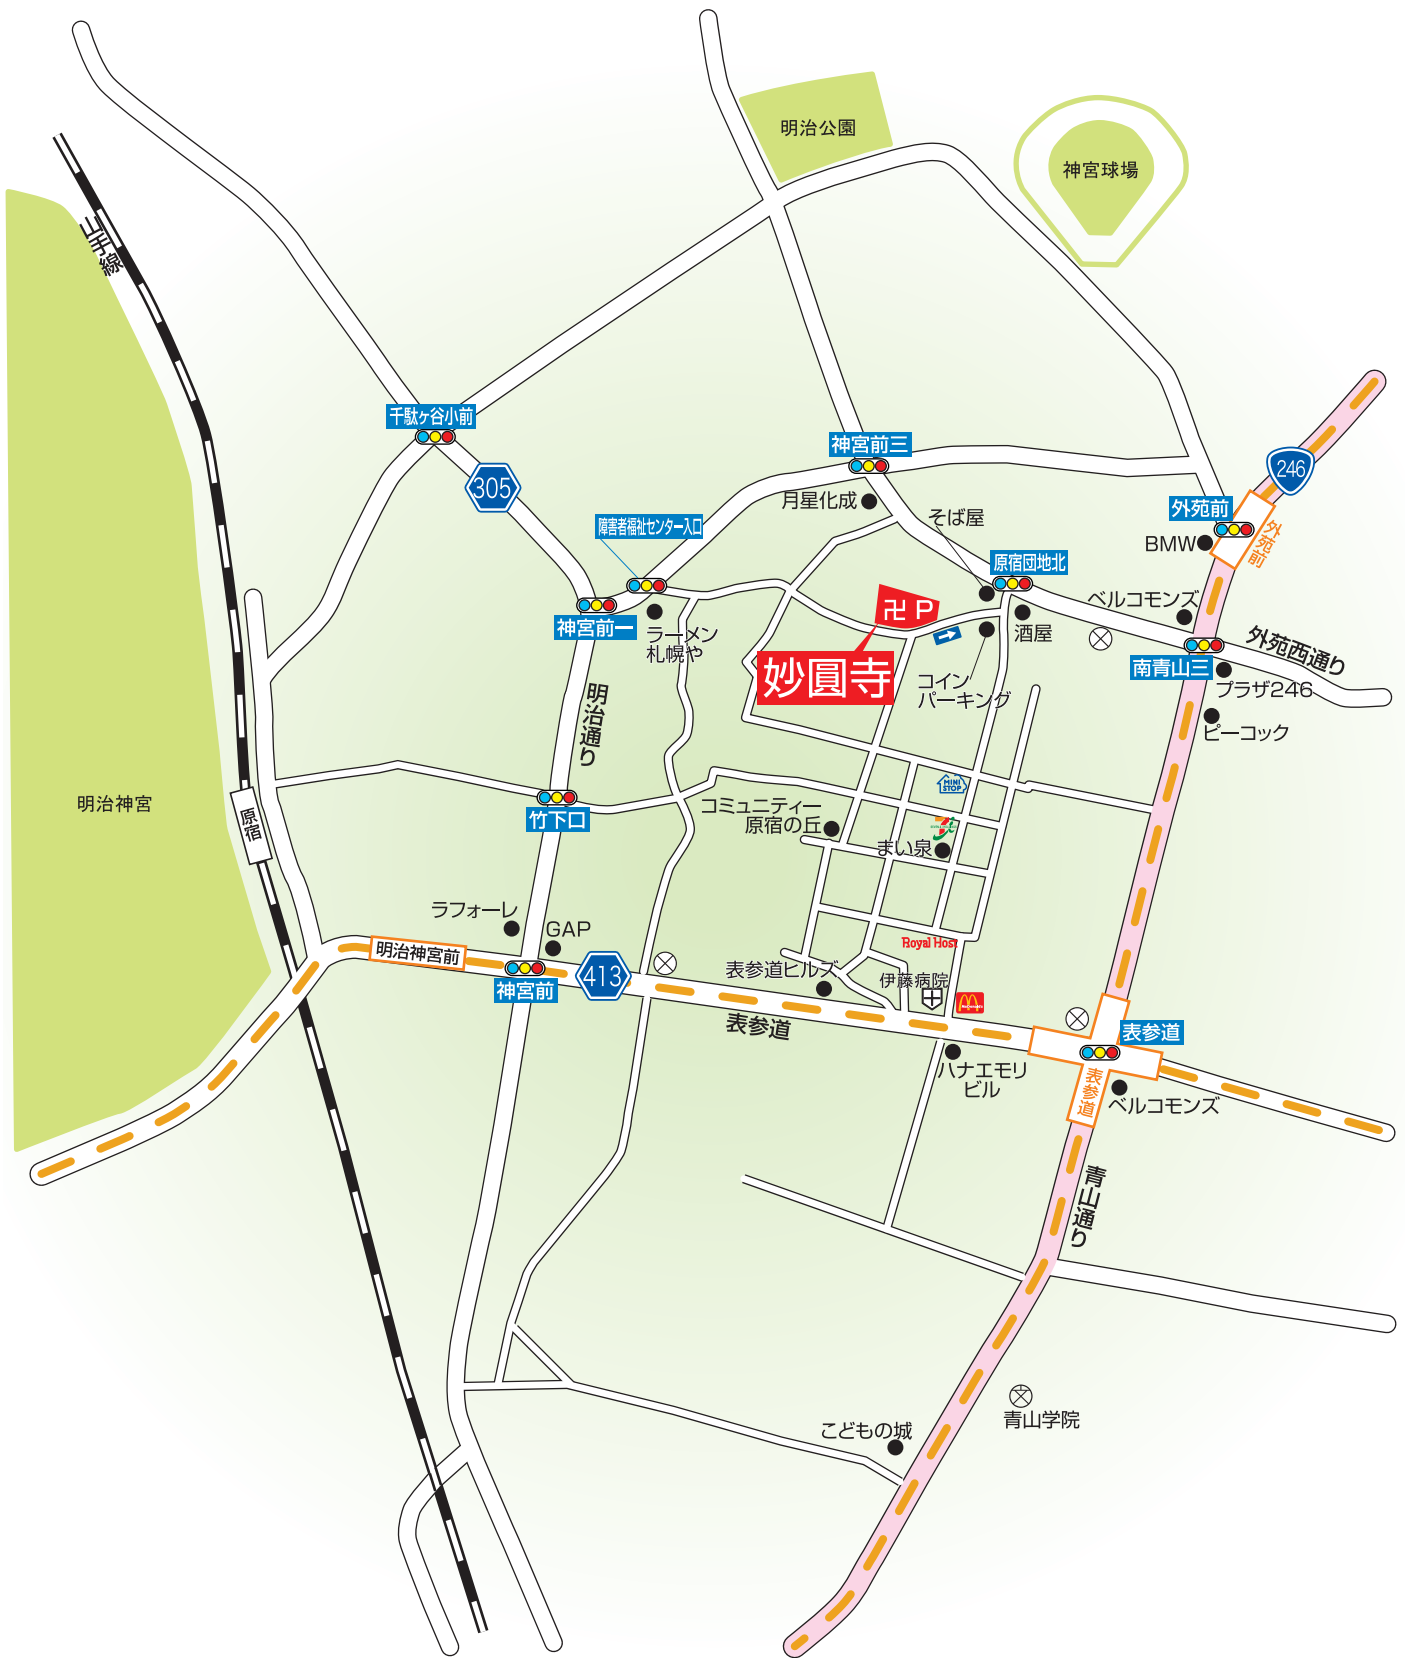 明治公園
神宮球場
山手線
千駄ヶ谷小前
神宮前三
246
305
月星化成
そば屋
外苑前
外苑前
BMW
障害者福祉センター入口
原宿団地北
ベルコモンズ
卍 P
神宮前一
ラーメン
札幌や
酒屋
外苑西通り
妙圓寺
南青山三
コイン
パーキング
プラザ246
明治通り
ピーコック
MINI
STOP
明治神宮
原宿
竹下口
コミュニティー
原宿の丘
まい泉
ラフォーレ
GAP
明治神宮前
Royal Host
413
表参道ヒルズ
伊藤病院
神宮前
表参道
表参道
表参道
ハナエモリ
ビル
ベルコモンズ
青山通り
青山学院
こどもの城